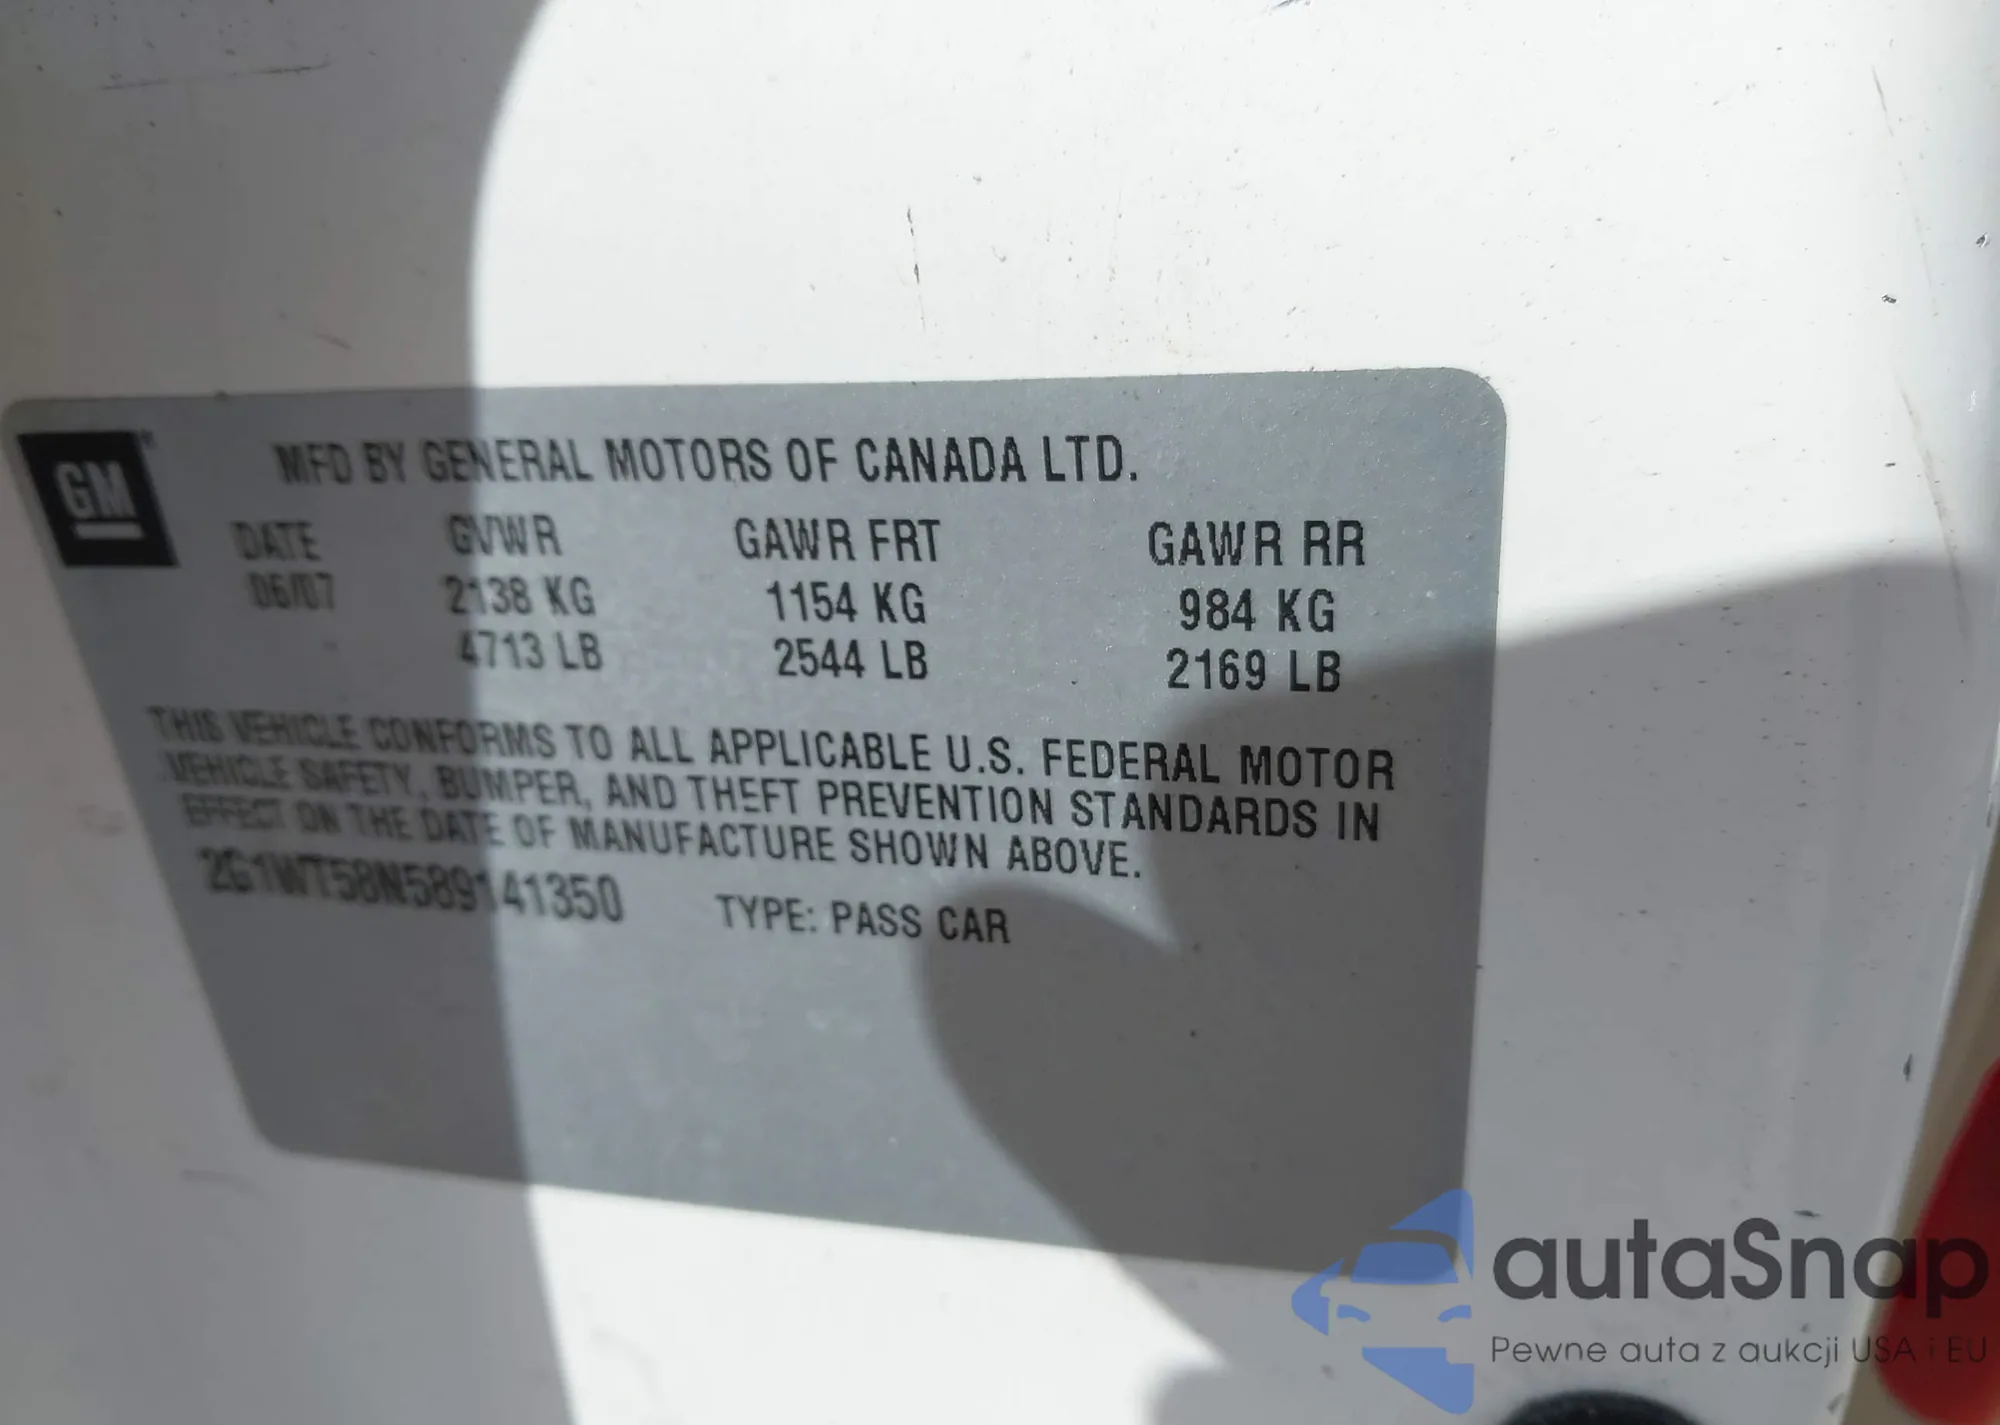 GM
MFD BY GENERAL MOTORS OF CANADA LTD.
DATE GVWR GAWR FRT GAWR RR
06/07 2138 KG 1154 KG 984 KG
4713 LB 2544 LB 2169 LB
THIS VEHICLE CONFORMS TO ALL APPLICABLE U.S. FEDERAL MOTOR
VEHICLE SAFETY, BUMPER, AND THEFT PREVENTION STANDARDS IN
EFFECT ON THE DATE OF MANUFACTURE SHOWN ABOVE.
2G1WT58N589141350 TYPE: PASS CAR
autaSnap
Pewne auta z aukcji USA i EU